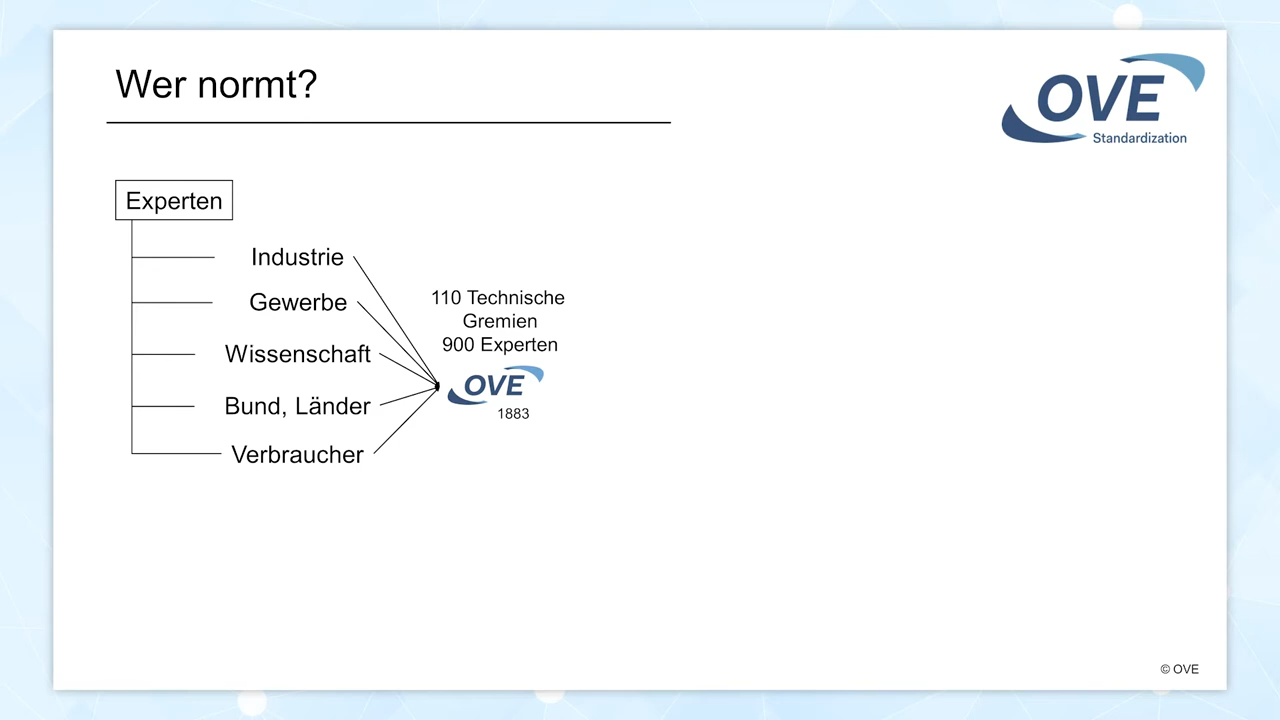 Wer normt?
OVE
Standardization
Experten
Industrie
Gewerbe
Wissenschaft
Bund, Länder
Verbraucher
110 Technische
Gremien
900 Experten
OVE
1883
© OVE